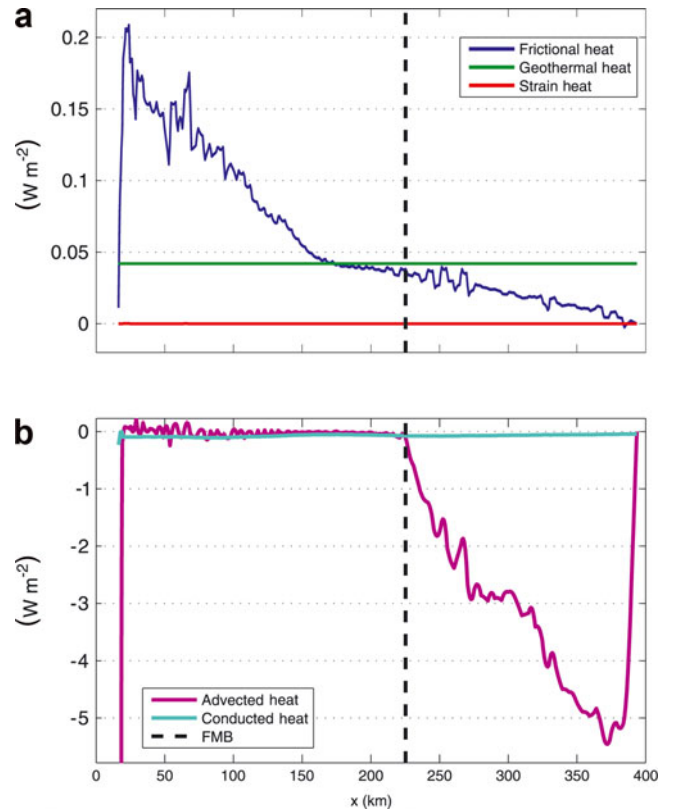 a
0.2
0.15
0.1
0.05
0
(W m-2)
Frictional heat
Geothermal heat
Strain heat
b
0
-1
-2
-3
-4
-5
(W m-2)
Advected heat
Conducted heat
FMB
0 50 100 150 200 250 300 350 400
x (km)